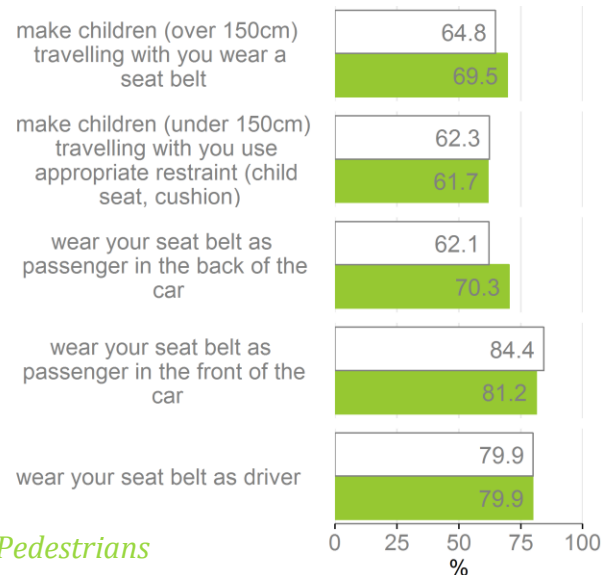 make children (over 150cm)
travelling with you wear a
seat belt
64.8
69.5
make children (under 150cm)
travelling with you use
appropriate restraint (child
seat, cushion)
62.3
61.7
wear your seat belt as
passenger in the back of the
car
62.1
70.3
wear your seat belt as
passenger in the front of the
car
84.4
81.2
wear your seat belt as driver
79.9
79.9
0 25 50 75 100
%
Pedestrians